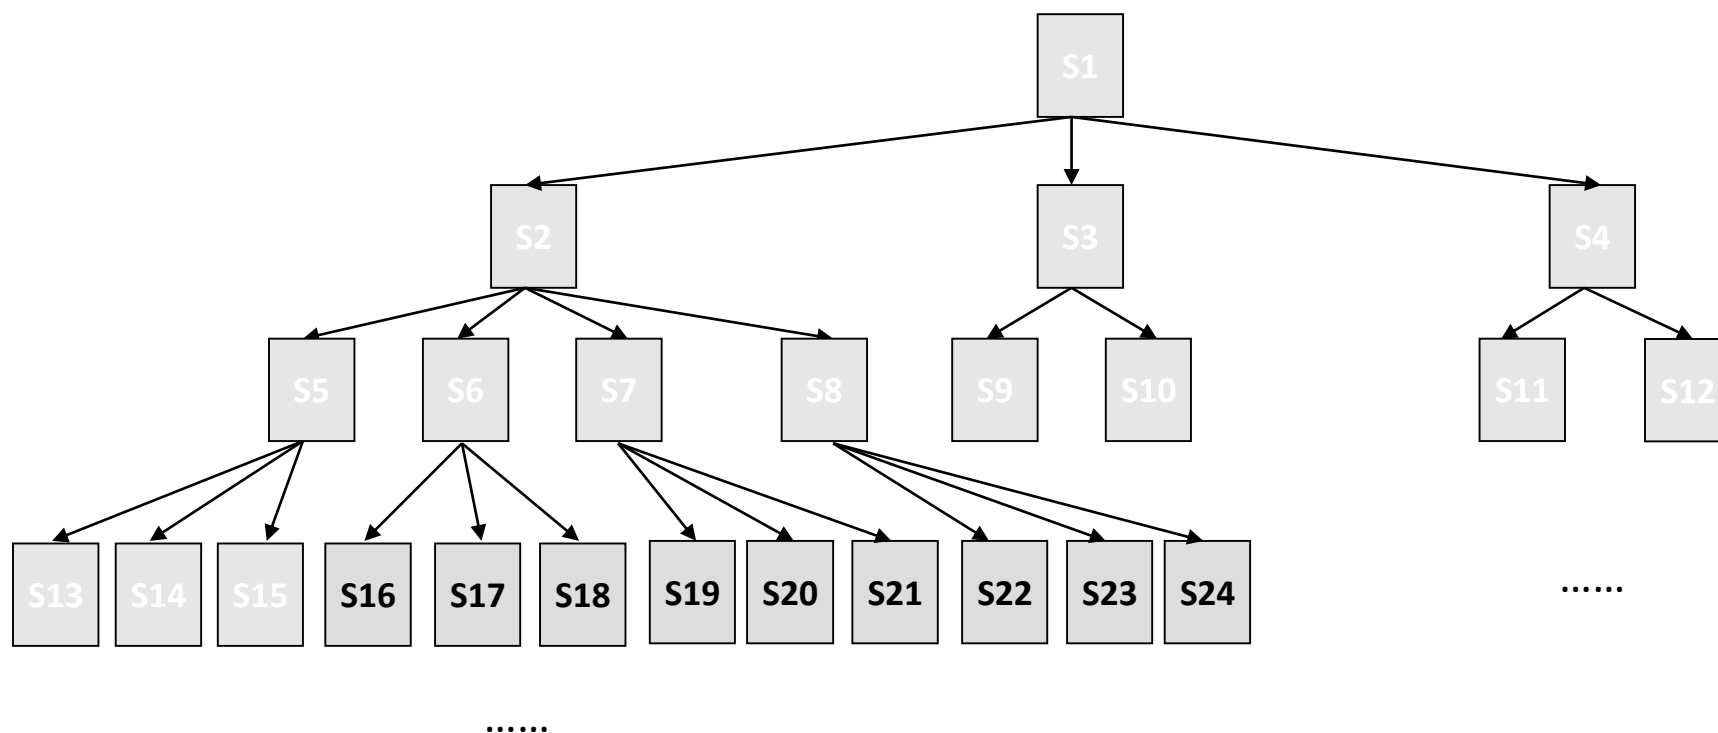 S1
S2 S3 S4
S5 S6 S7 S8 S9 S10 S11 S12
S13 S14 S15 S16 S17 S18 S19 S20 S21 S22 S23 S24 ……
……